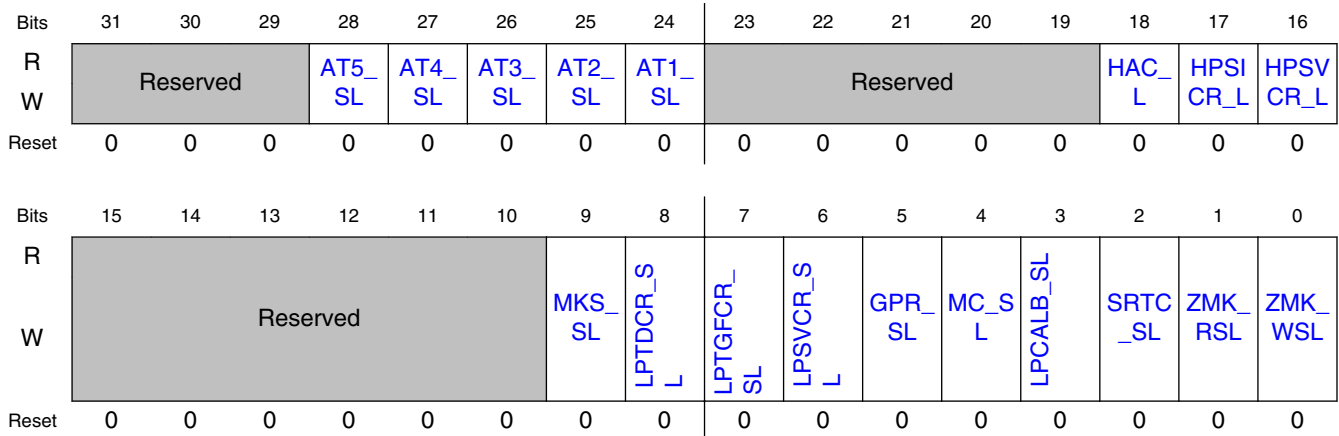 Bits 31 30 29 28 27 26 25 24 23 22 21 20 19 18 17 16
R
W
Reserved
AT5_
SL
AT4_
SL
AT3_
SL
AT2_
SL
AT1_
SL
Reserved
HAC_
L
HPSI
CR_L
HPSV
CR_L
Reset 0 0 0 0 0 0 0 0 0 0 0 0 0 0 0 0
Bits 15 14 13 12 11 10 9 8 7 6 5 4 3 2 1 0
R
W
Reserved
MKS_
SL
LPTDCR_S
L
LPTGFCR_
SL
LPSVCR_S
L
GPR_
SL
MC_S
L
LPCALB_SL
SRTC
_SL
ZMK_
RSL
ZMK_
WSL
Reset 0 0 0 0 0 0 0 0 0 0 0 0 0 0 0 0